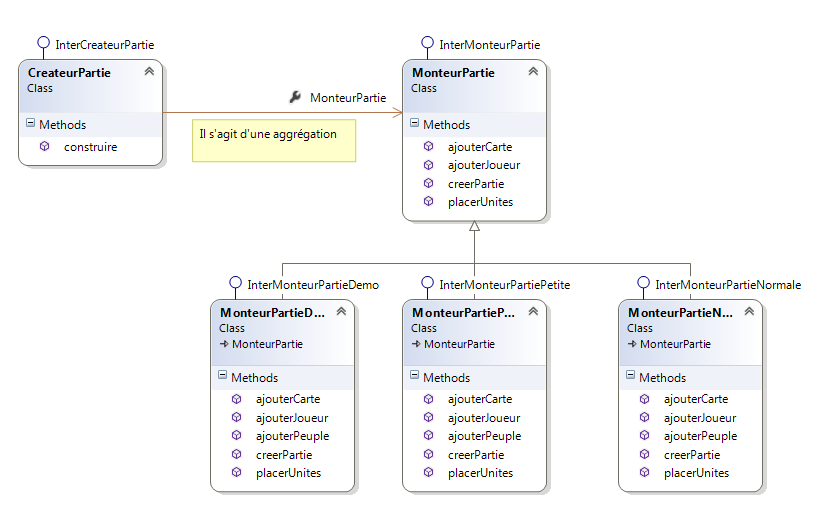 InterCreateurPartie
CreateurPartie
Class
Methods
construire
MonteurPartie
Il s'agit d'une aggrégation
InterMonteurPartie
MonteurPartie
Class
Methods
ajouterCarte
ajouterJoueur
creerPartie
placerUnites
InterMonteurPartieDemo
MonteurPartieD...
Class
MonteurPartie
Methods
ajouterCarte
ajouterJoueur
ajouterPeuple
creerPartie
placerUnites
InterMonteurPartiePetite
MonteurPartieP...
Class
MonteurPartie
Methods
ajouterCarte
ajouterJoueur
ajouterPeuple
creerPartie
placerUnites
InterMonteurPartieNormale
MonteurPartieN...
Class
MonteurPartie
Methods
ajouterCarte
ajouterJoueur
ajouterPeuple
creerPartie
placerUnites